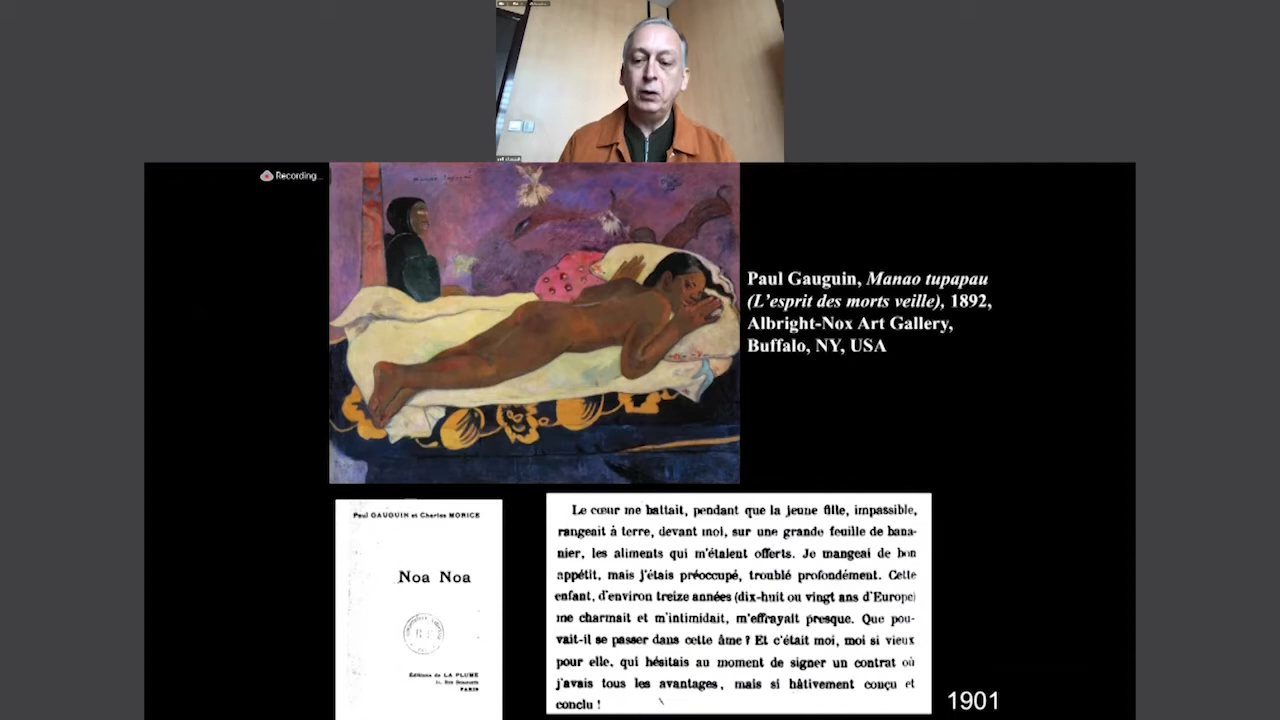 Recording...
Paul Gauguin, Manao tupapau
(L'esprit des morts veille), 1892,
Albright-Nox Art Gallery,
Buffalo, NY, USA
Paul GAUGUIN et Charles MORICE
Noa Noa
Éditions de LA PLUME
PARIS
Le cœur me battait, pendant que la jeune fille, impassible,
rangeait à terre, devant moi, sur une grande feuille de bana-
nier, les aliments qui m'étaient offerts. Je mangeai de bon
appétit, mais j'étais préoccupé, troublé profondément. Cette
enfant, d'environ treize années (dix-huit ou vingt ans d'Europe)
me charmait et m'intimidait, m'effrayait presque. Que pou-
vait-il se passer dans cette âme ? Et c'était moi, moi si vieux
pour elle, qui hésitais au moment de signer un contrat où
j'avais tous les avantages, mais si hâtivement conçu et
conclu !
1901